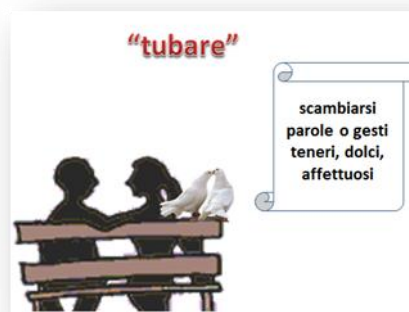 “tubare”
scambiarsi
parole o gesti
teneri, dolci,
affettuosi